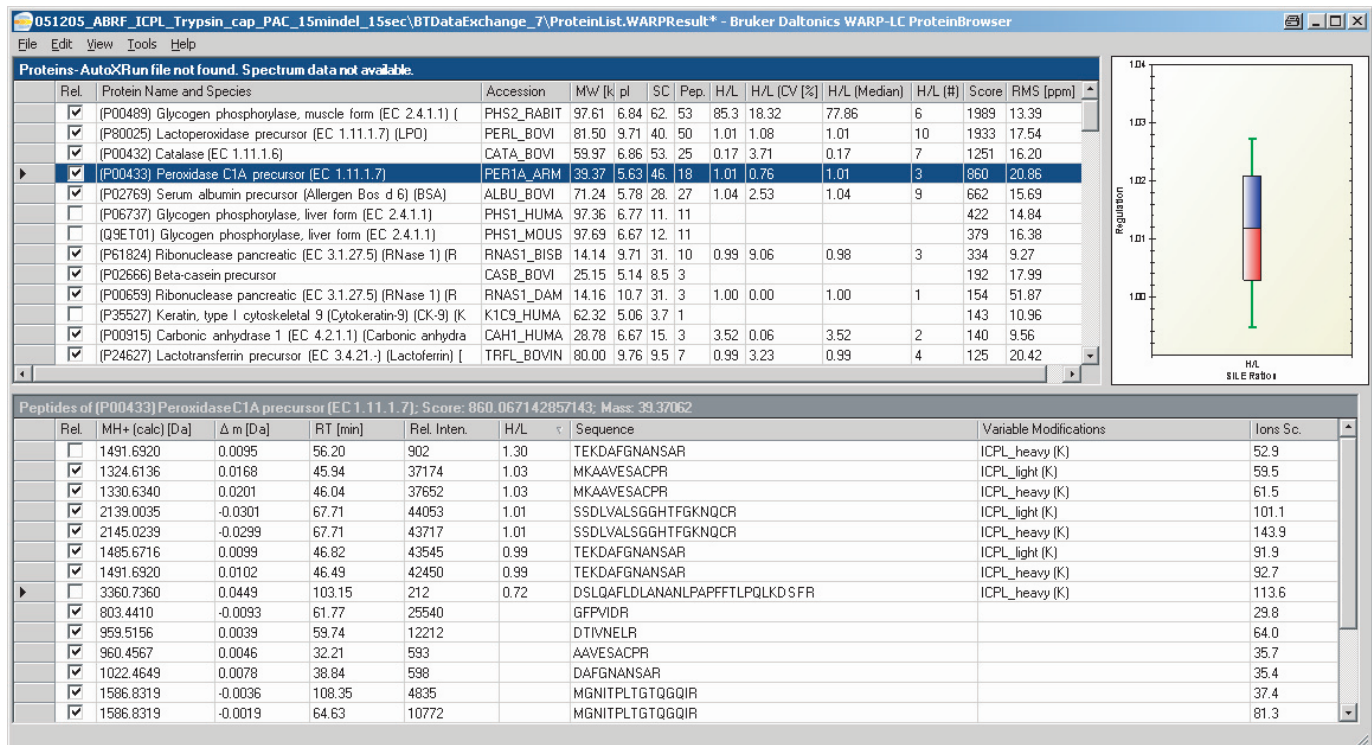 051205_ABRF_ICPL_Trypsin_cap_PAC_15mindel_15sec\BTDataExchange_7\ProteinList.WARPResult* - Bruker Daltonics WARP-LC ProteinBrowser
File Edit View Tools Help
Proteins-AutoXRun file not found. Spectrum data not available.
Rel. Protein Name and Species Accession MW [k pI SC Pep. H/L H/L (CV [%] H/L (Median) H/L (#) Score RMS [ppm]
(P00489) Glycogen phosphorylase, muscle form (EC 2.4.1.1) ( PHS2_RABIT 97.61 6.84 62. 53 85.3 18.32 77.86 6 1989 13.39
(P80025) Lactoperoxidase precursor (EC 1.11.1.7) (LPO) PERL_BOVI 81.50 9.71 40. 50 1.01 1.08 1.01 10 1933 17.54
(P00432) Catalase (EC 1.11.1.6) CATA_BOVI 59.97 6.86 53. 25 0.17 3.71 0.17 7 1251 16.20
(P00433) Peroxidase C1A precursor (EC 1.11.1.7) PER1A_ARM 39.37 5.63 46. 18 1.01 0.76 1.01 3 860 20.86
(P02769) Serum albumin precursor (Allergen Bos d 6) (BSA) ALBU_BOVI 71.24 5.78 28. 27 1.04 2.53 1.04 9 662 15.69
(P06737) Glycogen phosphorylase, liver form (EC 2.4.1.1) PHS1_HUMA 97.36 6.77 11. 11 422 14.84
(Q9ET01) Glycogen phosphorylase, liver form (EC 2.4.1.1) PHS1_MOUS 97.69 6.67 12. 11 379 16.38
(P61824) Ribonuclease pancreatic (EC 3.1.27.5) (RNase 1) (R RNAS1_BISB 14.14 9.71 31. 10 0.99 9.06 0.98 3 334 9.27
(P02666) Beta-casein precursor CASB_BOVI 25.15 5.14 8.5 3 192 17.99
(P00659) Ribonuclease pancreatic (EC 3.1.27.5) (RNase 1) (R RNAS1_DAM 14.16 10.7 31. 3 1.00 0.00 1.00 1 154 51.87
(P35527) Keratin, type I cytoskeletal 9 (Cytokeratin-9) (CK-9) (K K1C9_HUMA 62.32 5.06 3.7 1 143 10.96
(P00915) Carbonic anhydrase 1 (EC 4.2.1.1) (Carbonic anhydra CAH1_HUMA 28.78 6.67 15. 3 3.52 0.06 3.52 2 140 9.56
(P24627) Lactotransferrin precursor (EC 3.4.21.-) (Lactoferrin) [ TRFL_BOVIN 80.00 9.76 9.5 7 0.99 3.23 0.99 4 125 20.42
1.04
1.03
1.02
1.01
1.00
Regulation
H/L
SILE Ration
Peptides of (P00433) Peroxidase C1A precursor (EC 1.11.1.7); Score: 860.067142857143; Mass: 39.37062
Rel. MH+ (calc) [Da] Δ m [Da] RT [min] Rel. Inten. H/L Sequence Variable Modifications Ions Sc.
1491.6920 0.0095 56.20 902 1.30 TEKDAFGNANSAR ICPL_heavy (K) 52.9
1324.6136 0.0168 45.94 37174 1.03 MKAAVESACPR ICPL_light (K) 59.5
1330.6340 0.0201 46.04 37652 1.03 MKAAVESACPR ICPL_heavy (K) 61.5
2139.0035 -0.0301 67.71 44053 1.01 SSDLVALSGGHTFGKNQCR ICPL_light (K) 101.1
2145.0239 -0.0299 67.71 43717 1.01 SSDLVALSGGHTFGKNQCR ICPL_heavy (K) 143.9
1485.6716 0.0099 46.82 43545 0.99 TEKDAFGNANSAR ICPL_light (K) 91.9
1491.6920 0.0102 46.49 42450 0.99 TEKDAFGNANSAR ICPL_heavy (K) 92.7
3360.7360 0.0449 103.15 212 0.72 DSLQAFLDLANANLPAPFFTLPQLKDSFR ICPL_heavy (K) 113.6
803.4410 -0.0093 61.77 25540 GFPVIDR 29.8
959.5156 0.0039 59.74 12212 DTIVNELR 64.0
960.4567 0.0046 32.21 593 AAVESACPR 35.7
1022.4649 0.0078 38.84 598 DAFGNANSAR 35.4
1586.8319 -0.0036 108.35 4835 MGNITPLTGTQGQIR 37.4
1586.8319 -0.0019 64.63 10772 MGNITPLTGTQGQIR 81.3